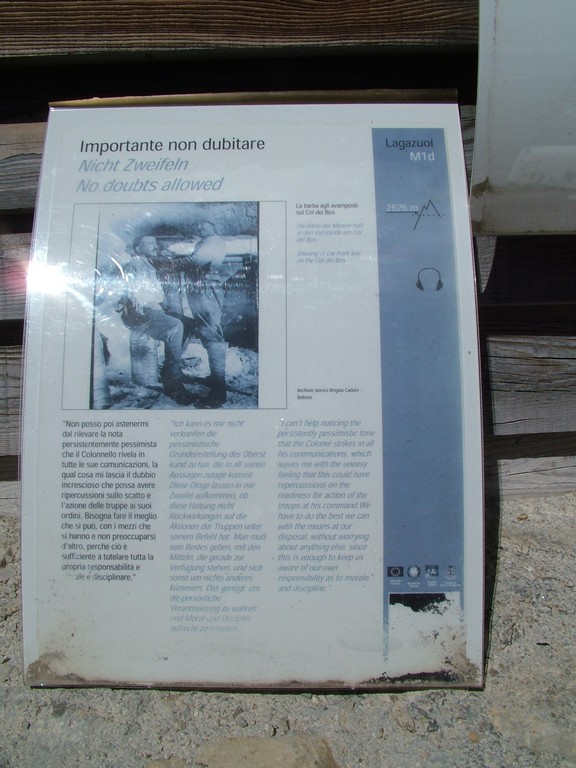 Importante non dubitare
Nicht Zweifeln
No doubts allowed
Lagazuoi
M1d
2626 m
La barba agli avamposti
sul Col dei Bos
Die Bärte der Mannschaft
in den Vorstände am Col
dei Bos
Shaving in the front line
on the Col dei Bos
Archivio storico Brigata Cadore -
Belluno
"Non posso poi astenermi
dal rilevare la nota
persistentemente pessimista
che il Colonnello rivela in
tutte le sue comunicazioni, la
qual cosa mi lascia il dubbio
increscioso che possa avere
ripercussioni sullo scatto e
l'azione delle truppe ai suoi
ordini. Bisogna fare il meglio
che si può, con i mezzi che
si hanno e non preoccuparsi
d'altro, perché ciò è
sufficiente a tutelare tutta la
propria responsabilità e
ale e disciplinare."
"Ich kann es mir nicht
verkneifen die
pessimistische
Grundeinstellung des Oberst
kund zu tun, die in all seinen
Aussagen zutage kommt.
Diese Dinge lassen in mir
Zweifel aufkommen, ob
diese Haltung nicht
Rückwirkungen auf die
Aktionen der Truppen unter
seinem Befehl hat. Man muß
sein Bestes geben, mit den
Mitteln, die gerade zur
Verfügung stehen, und sich
sonst um nichts anderes
kümmern. Das genügt, um
die persönliche
Verantwortung zu wahren
und Moral und Disziplin
aufrecht zu erhalten."
"I can't help noticing the
persistently pessimistic tone
that the Colonel strikes in all
his communications, which
leaves me with the uneasy
feeling that this could have
repercussions on the
readiness for action of the
troops at his command. We
have to do the best we can
with the means at our
disposal, without worrying
about anything else, since
this is enough to keep us
aware of our own
responsibility as to morale
and discipline."